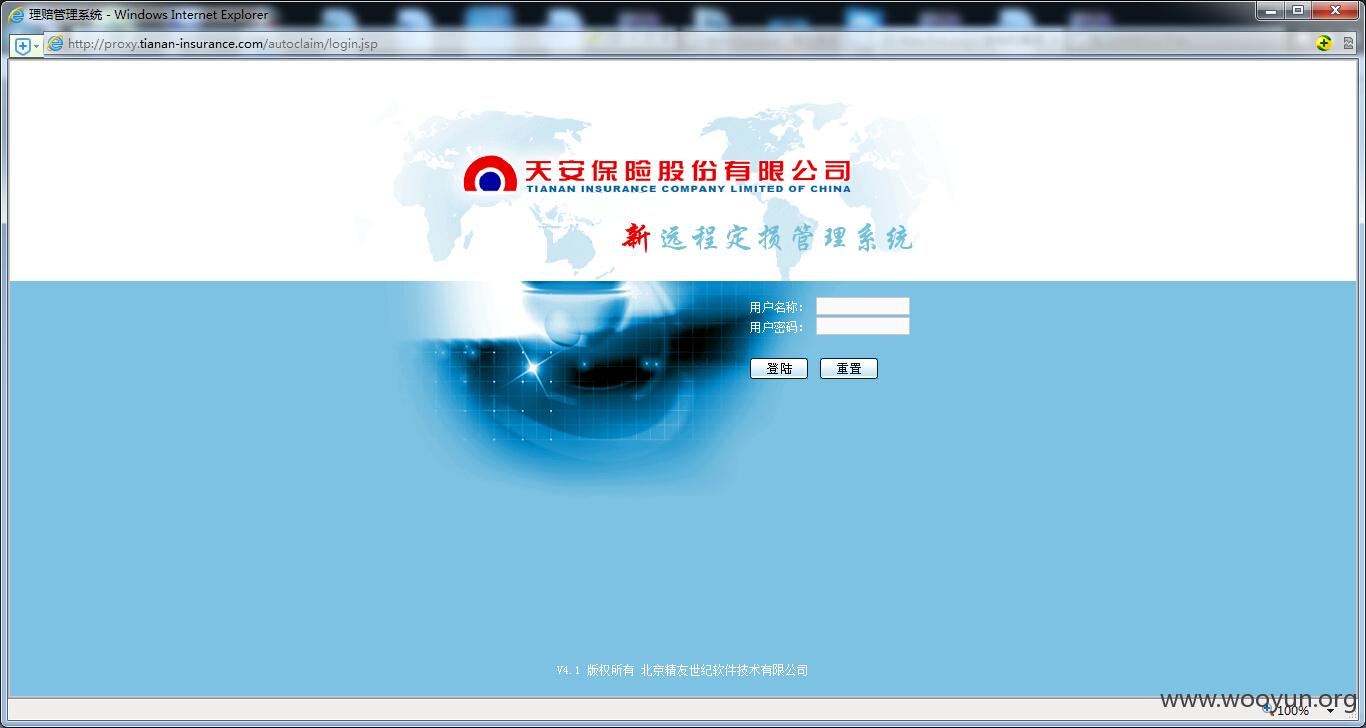 理赔管理系统 - Windows Internet Explorer
http://proxy.tianan-insurance.com/autoclaim/login.jsp
天安保险股份有限公司
TIANAN INSURANCE COMPANY LIMITED OF CHINA
新远程定损管理系统
用户名称：
用户密码：
登陆 重置
V4.1 版权所有 北京精友世纪软件技术有限公司
www.wooyun.org
100%